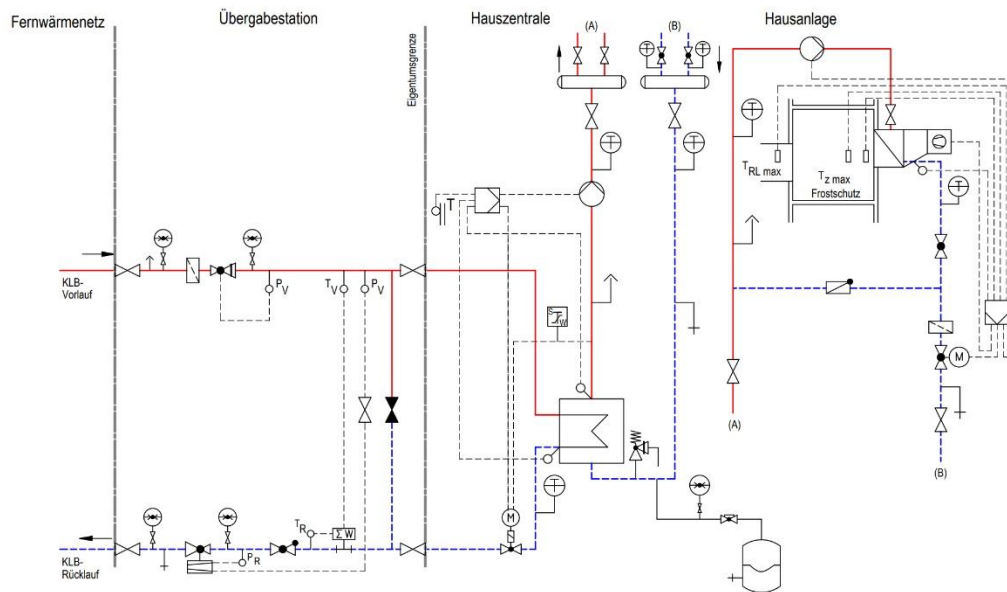 Fernwärmenetz
Übergabestation
Hauszentrale
Hausanlage
Eigentumsgrenze
(A)
(B)
T
T
T
T
T
T
T RL max
T z max
Frostschutz
T
T
KLB-
Vorlauf
P V
T V
P V
S
W
M
(A)
(B)
M
T
T R
Σ W
P R
KLB-
Rücklauf